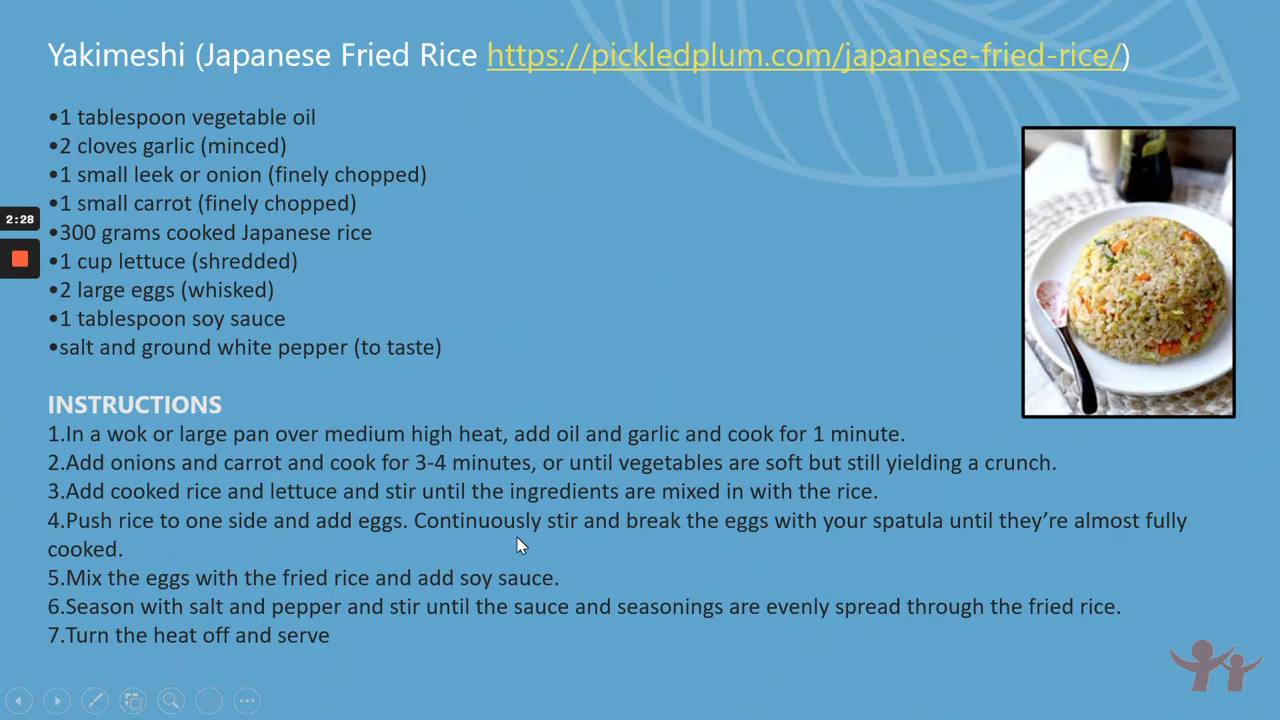 Yakimeshi (Japanese Fried Rice https://pickledplum.com/japanese-fried-rice/)
•1 tablespoon vegetable oil
•2 cloves garlic (minced)
•1 small leek or onion (finely chopped)
•1 small carrot (finely chopped)
2:28
•300 grams cooked Japanese rice
•1 cup lettuce (shredded)
•2 large eggs (whisked)
•1 tablespoon soy sauce
•salt and ground white pepper (to taste)
INSTRUCTIONS
1.In a wok or large pan over medium high heat, add oil and garlic and cook for 1 minute.
2.Add onions and carrot and cook for 3-4 minutes, or until vegetables are soft but still yielding a crunch.
3.Add cooked rice and lettuce and stir until the ingredients are mixed in with the rice.
4.Push rice to one side and add eggs. Continuously stir and break the eggs with your spatula until they’re almost fully
cooked.
5.Mix the eggs with the fried rice and add soy sauce.
6.Season with salt and pepper and stir until the sauce and seasonings are evenly spread through the fried rice.
7.Turn the heat off and serve